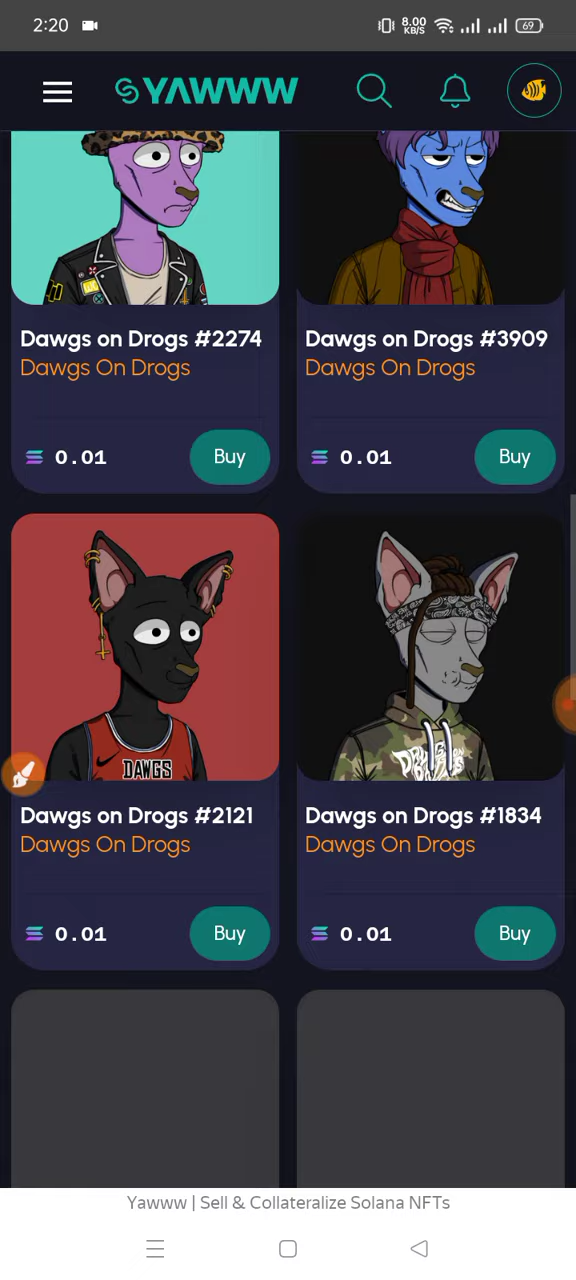 2:20
8.00
KB/S
69
YAWWW
Dawgs on Drogs #2274
Dawgs On Drogs
0.01
Buy
Dawgs on Drogs #3909
Dawgs On Drogs
0.01
Buy
DAWGS
Dawgs on Drogs #2121
Dawgs On Drogs
0.01
Buy
Dawgs on Drogs #1834
Dawgs On Drogs
0.01
Buy
Yawww | Sell & Collateralize Solana NFTs